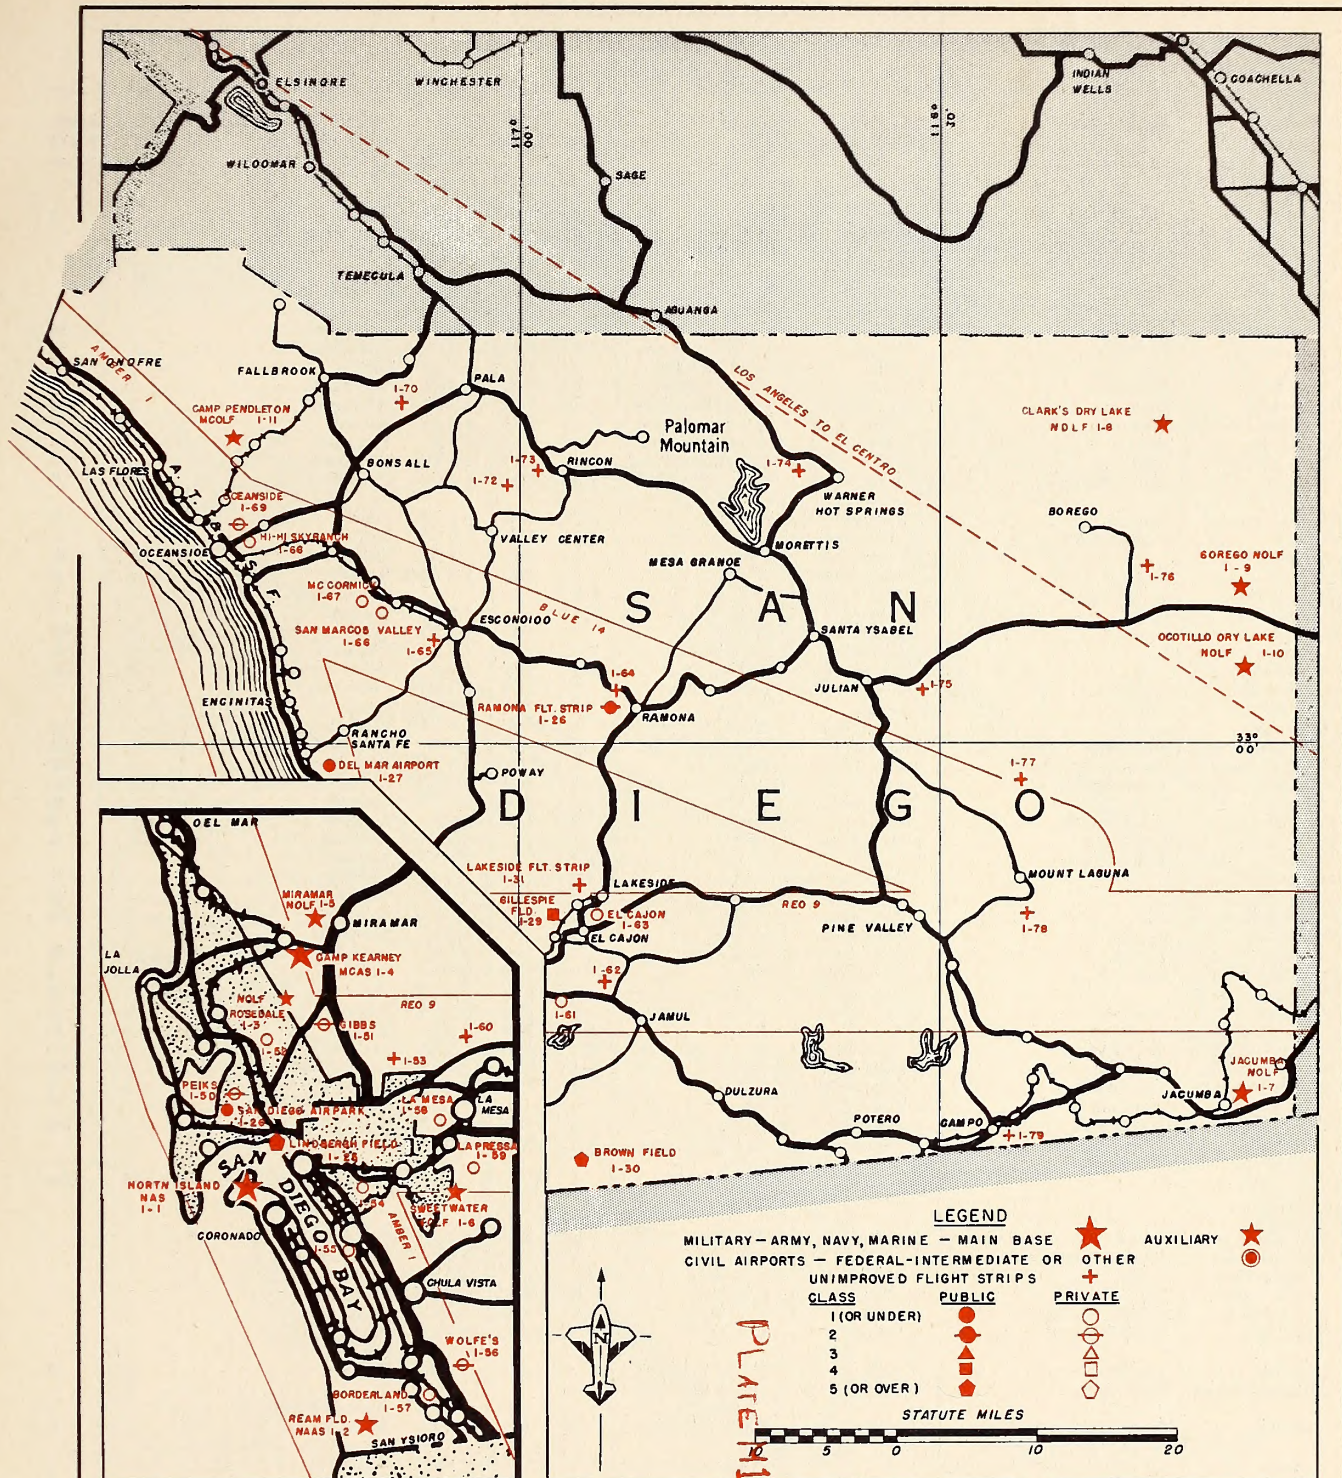 ELSINORE
WINCHESTER
INDIAN
WELLS
COACHELLA
117°
00'
116°
30'
WILDOMAR
SAGE
TEMECULA
AGUANGA
SAN ONOFRE
AMBER 1
FALLBROOK
PALA
LOS ANGELES TO EL CENTRO
1-70
CAMP PENDLETON
MCOLF 1-11
CLARK'S DRY LAKE
NOLF 1-8
Palomar
Mountain
LAS FLORES
BONSALL
1-73
RINCON
1-74
1-72
WARNER
HOT SPRINGS
A. T. & S. F.
OCEANSIDE
1-69
BOREGO
HI-HI SKYRANCH
1-68
OCEANSIDE
VALLEY CENTER
MORETTIS
MESA GRANDE
BOREGO NOLF
1-9
1-76
MC CORMICK
1-67
SAN
BLUE 14
ESCONDIDO
SAN MARCOS VALLEY
1-66
1-65
SANTA YSABEL
OCOTILLO DRY LAKE
NOLF 1-10
1-64
JULIAN
1-75
ENCINITAS
RAMONA FLT. STRIP
1-26
RAMONA
RANCHO
SANTA FE
33°
00'
DEL MAR AIRPORT
1-27
POWAY
1-77
DIEGO
DEL MAR
LAKESIDE FLT. STRIP
1-31
LAKESIDE
MOUNT LAGUNA
MIRAMAR
NOLF 1-5
GILLESPIE
FLD.
1-29
EL CAJON
1-63
RED 9
MIRAMAR
EL CAJON
PINE VALLEY
1-78
LA
JOLLA
CAMP KEARNEY
MCAS 1-4
1-62
NOLF
ROSEDALE
1-3
RED 9
1-61
JAMUL
GIBBS
1-51
1-60
1-52
1-53
JACUMBA
NOLF
1-7
PEIKS
1-50
LA MESA
1-58
LA
MESA
DULZURA
JACUMBA
SAN DIEGO AIRPARK
POTERO
CAMPO
1-79
LINDBERGH FIELD
1-25
LA PRESSA
1-59
BROWN FIELD
1-30
SAN DIEGO BAY
NORTH ISLAND
NAS
1-1
1-54
SWEETWATER
NOLF 1-6
AMBER 1
CORONADO
1-55
CHULA VISTA
LEGEND
MILITARY — ARMY, NAVY, MARINE — MAIN BASE AUXILIARY
CIVIL AIRPORTS — FEDERAL-INTERMEDIATE OR OTHER
UNIMPROVED FLIGHT STRIPS
CLASS PUBLIC PRIVATE
1 (OR UNDER)
2
3
4
5 (OR OVER)
N
WOLFE'S
1-56
BORDERLAND
1-57
REAM FLD.
NAAS 1-2
SAN YSIDRO
STATUTE MILES
10 5 0 10 20